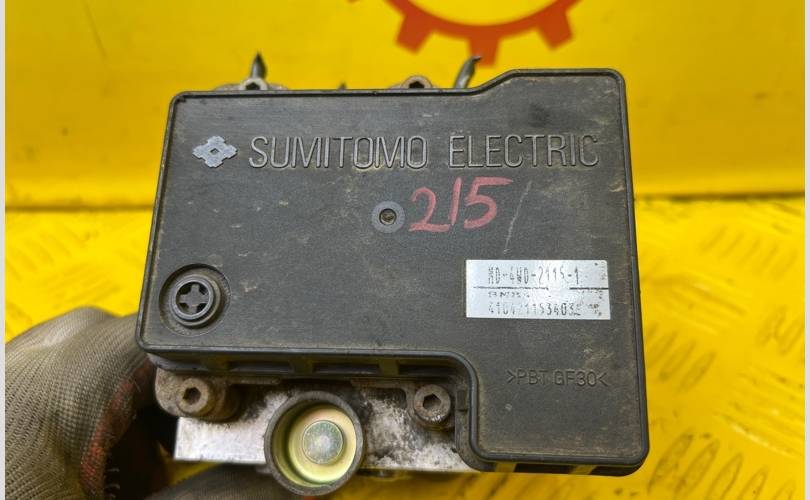 SUMITOMO ELECTRIC
215
MD-4WD-2115-1
>PBT GF30<